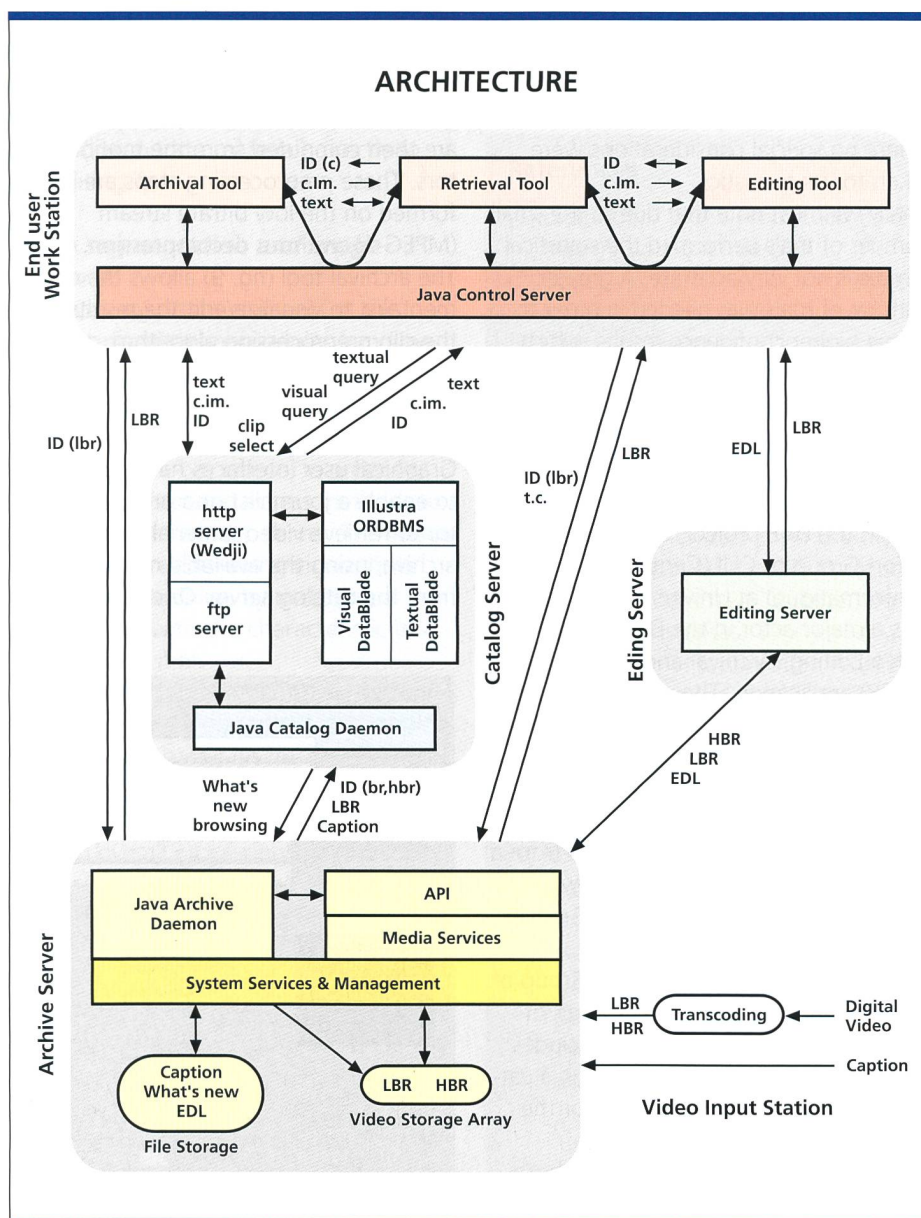 ARCHITECTURE
End user
Work Station
Archival Tool
ID (c)
c.Im.
text
Retrieval Tool
ID
c.Im.
text
Editing Tool
Java Control Server
ID (lbr)
LBR
text
c.im.
ID
textual
query
visual
query
clip
select
text
c.im.
ID
ID (lbr)
t.c.
LBR
EDL
LBR
http
server
(Wedji)
ftp
server
Illustra
ORDBMS
Visual
DataBlade
Textual
DataBlade
Java Catalog Daemon
Catalog Server
Eding Server
Editing Server
What's
new
browsing
ID (br,hbr)
LBR
Caption
HBR
LBR
EDL
Archive Server
Java Archive
Daemon
API
Media Services
System Services & Management
Caption
What's new
EDL
File Storage
LBR HBR
Video Storage Array
LBR
HBR
Transcoding
Digital
Video
Caption
Video Input Station